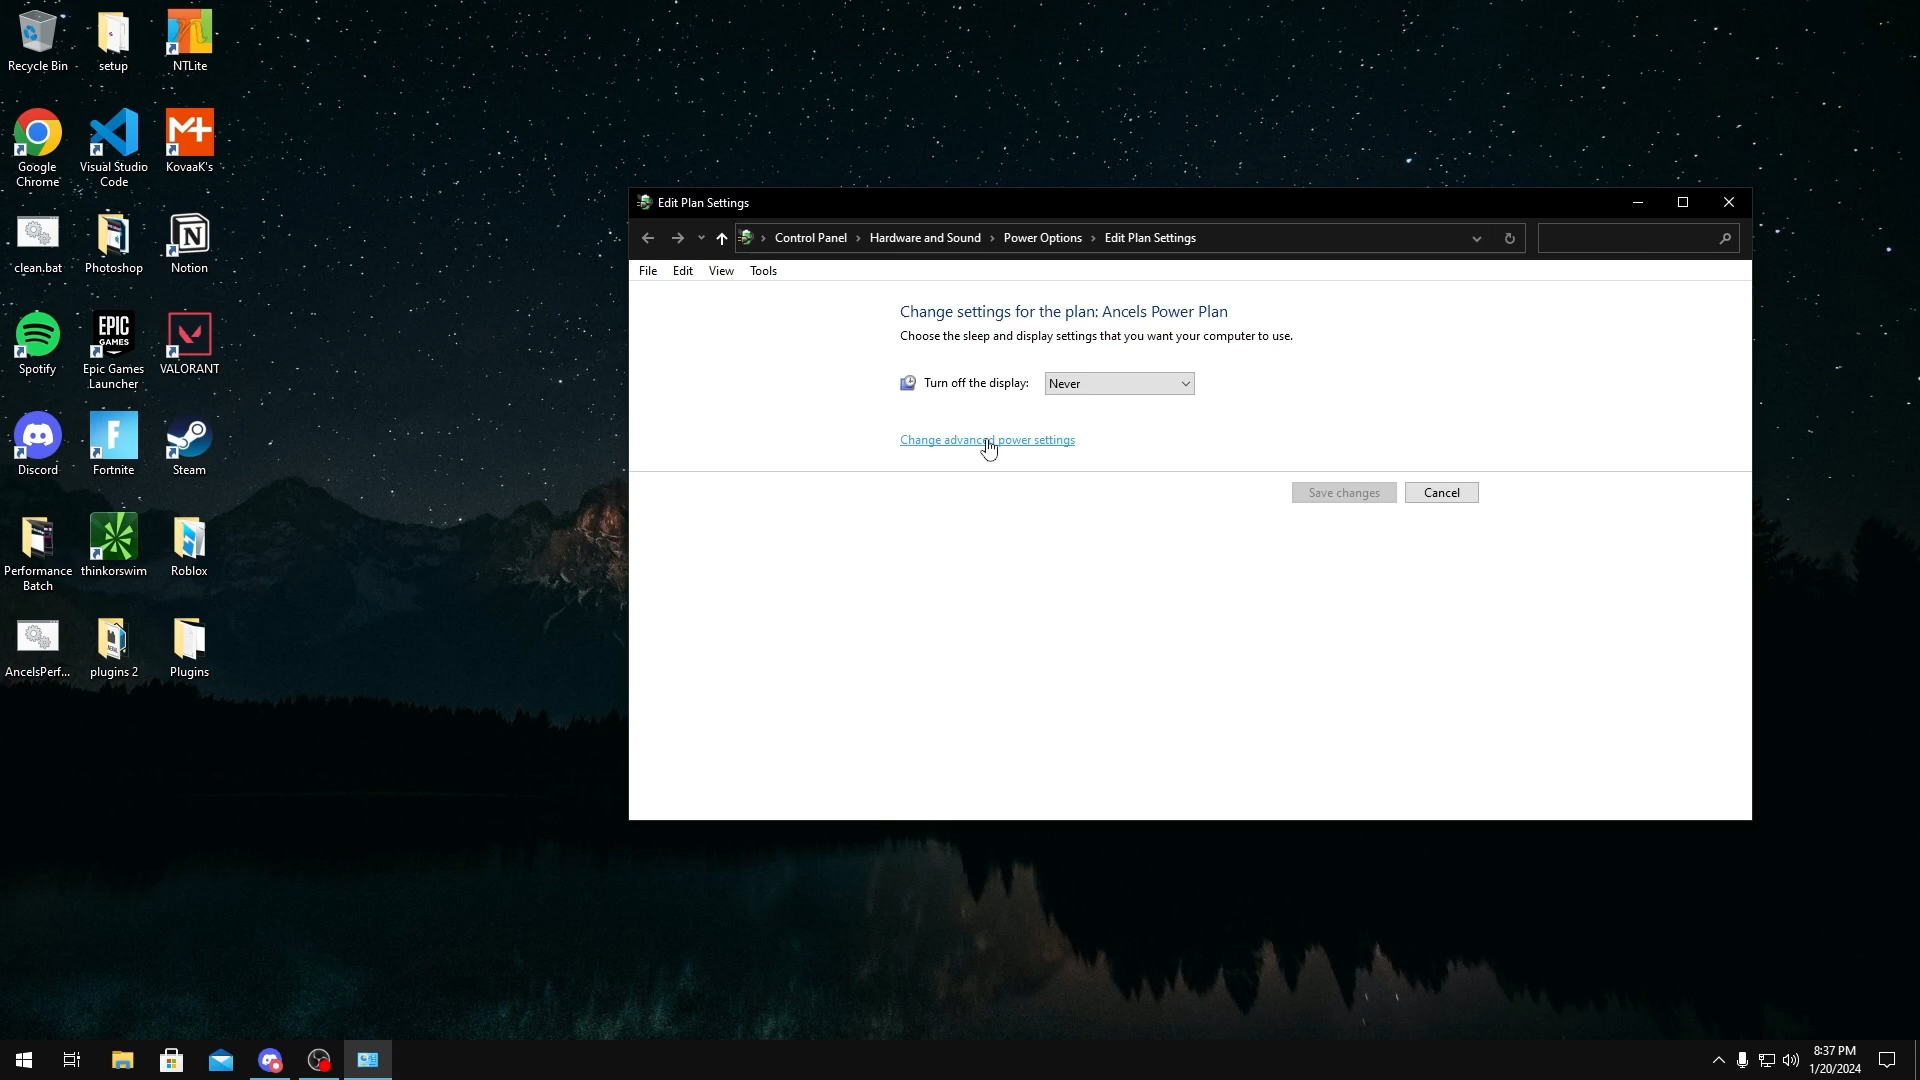 Recycle Bin
setup
NTLite
Google
Chrome
Visual Studio
Code
KovaaK's
clean.bat
Photoshop
Notion
Spotify
EPIC
GAMES
Epic Games
Launcher
VALORANT
Discord
Fortnite
Steam
Performance
Batch
thinkorswim
Roblox
AncelsPerf...
plugins 2
Plugins
Edit Plan Settings
Control Panel › Hardware and Sound › Power Options › Edit Plan Settings
File Edit View Tools
Change settings for the plan: Ancels Power Plan
Choose the sleep and display settings that you want your computer to use.
Turn off the display: Never
Change advanced power settings
Save changes Cancel
8:37 PM
1/20/2024